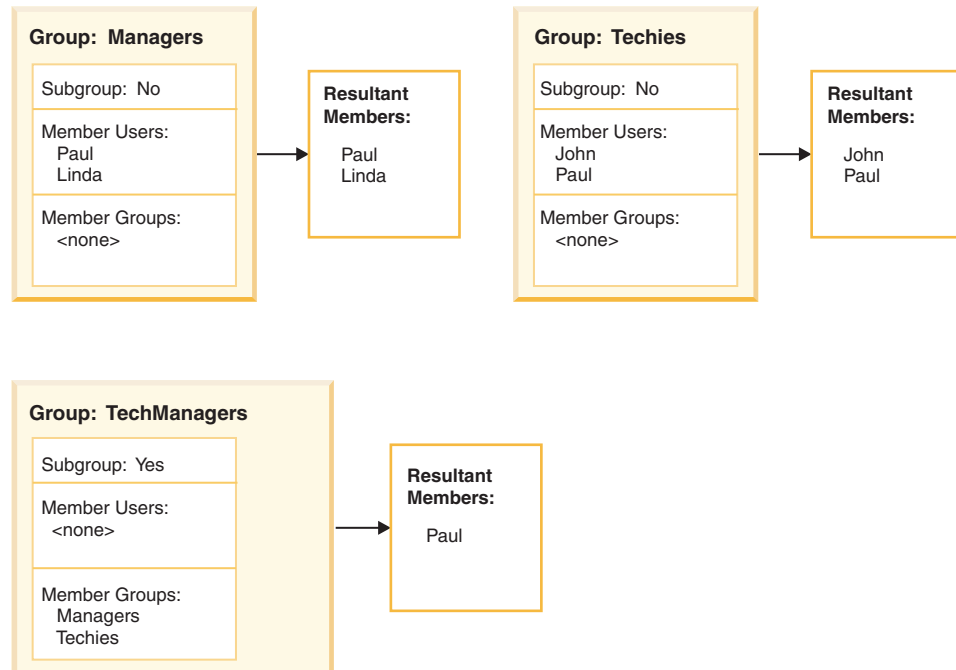 Group: Managers
Subgroup: No
Member Users:
Paul
Linda
Member Groups:
<none>
Resultant
Members:
Paul
Linda
Group: Techies
Subgroup: No
Member Users:
John
Paul
Member Groups:
<none>
Resultant
Members:
John
Paul
Group: TechManagers
Subgroup: Yes
Member Users:
<none>
Member Groups:
Managers
Techies
Resultant
Members:
Paul